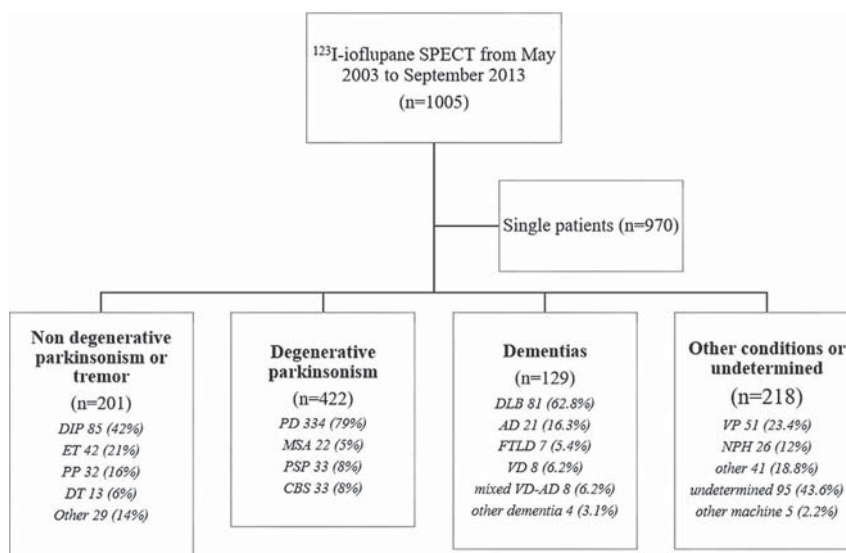 ¹²³I-ioflupane SPECT from May
2003 to September 2013
(n=1005)
Single patients (n=970)
Non degenerative
parkinsonism or
tremor
(n=201)
DIP 85 (42%)
ET 42 (21%)
PP 32 (16%)
DT 13 (6%)
Other 29 (14%)
Degenerative
parkinsonism
(n=422)
PD 334 (79%)
MSA 22 (5%)
PSP 33 (8%)
CBS 33 (8%)
Dementias
(n=129)
DLB 81 (62.8%)
AD 21 (16.3%)
FTLD 7 (5.4%)
VD 8 (6.2%)
mixed VD-AD 8 (6.2%)
other dementia 4 (3.1%)
Other conditions or
undetermined
(n=218)
VP 51 (23.4%)
NPH 26 (12%)
other 41 (18.8%)
undetermined 95 (43.6%)
other machine 5 (2.2%)